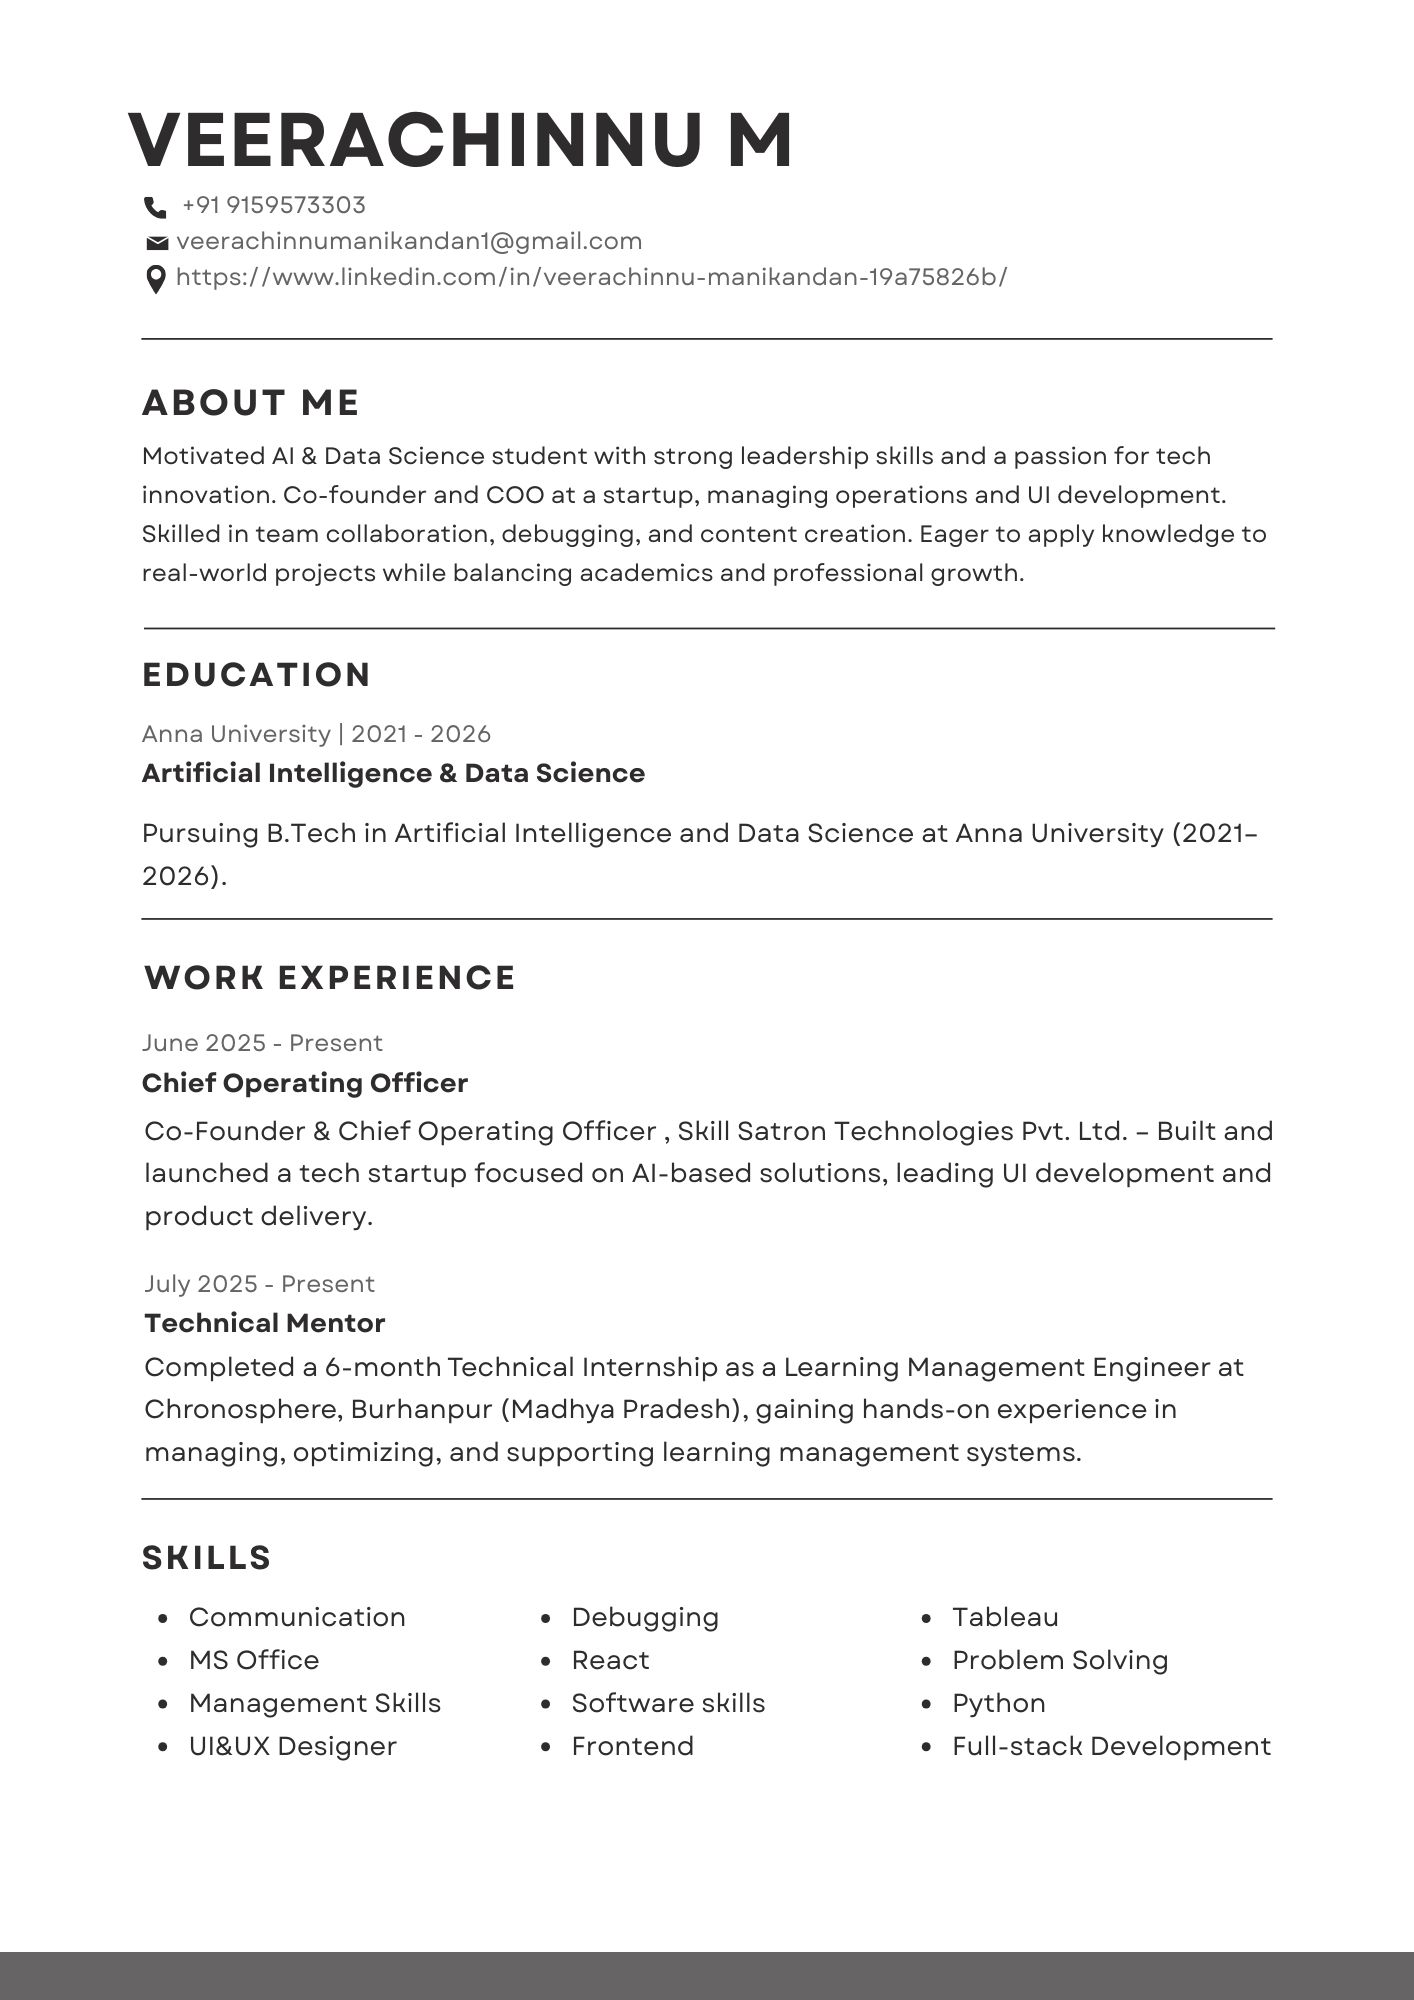 VEERACHINNU M
+91 9159573303
veerachinnumanikandan1@gmail.com
https://www.linkedin.com/in/veerachinnu-manikandan-19a75826b/
ABOUT ME
Motivated AI & Data Science student with strong leadership skills and a passion for tech
innovation. Co-founder and COO at a startup, managing operations and UI development.
Skilled in team collaboration, debugging, and content creation. Eager to apply knowledge to
real-world projects while balancing academics and professional growth.
EDUCATION
Anna University | 2021 - 2026
Artificial Intelligence & Data Science
Pursuing B.Tech in Artificial Intelligence and Data Science at Anna University (2021–
2026).
WORK EXPERIENCE
June 2025 - Present
Chief Operating Officer
Co-Founder & Chief Operating Officer , Skill Satron Technologies Pvt. Ltd. – Built and
launched a tech startup focused on AI-based solutions, leading UI development and
product delivery.
July 2025 - Present
Technical Mentor
Completed a 6-month Technical Internship as a Learning Management Engineer at
Chronosphere, Burhanpur (Madhya Pradesh), gaining hands-on experience in
managing, optimizing, and supporting learning management systems.
SKILLS
• Communication
• MS Office
• Management Skills
• UI&UX Designer
• Debugging
• React
• Software skills
• Frontend
• Tableau
• Problem Solving
• Python
• Full-stack Development